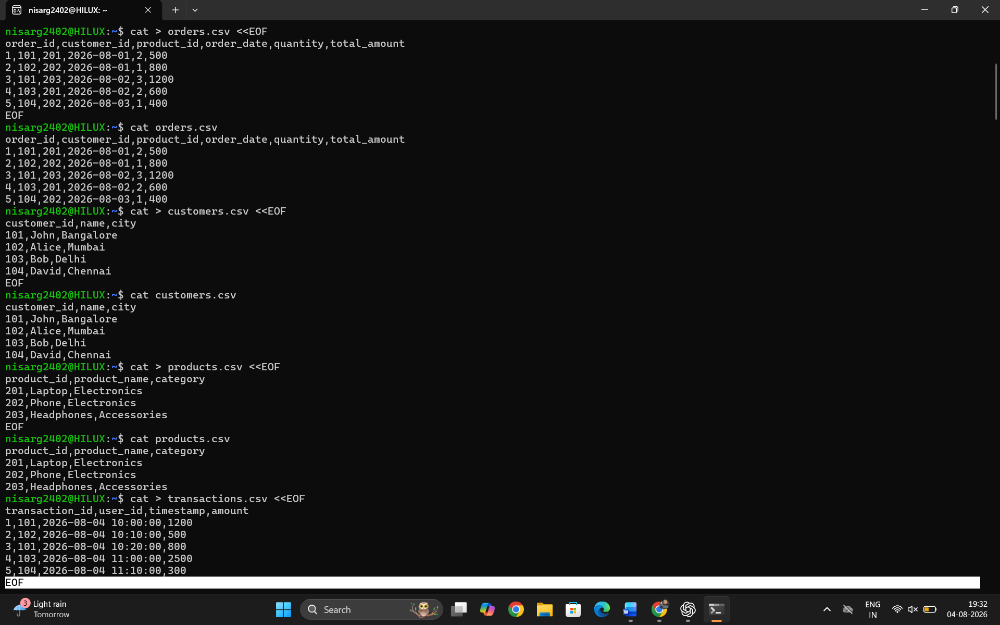 nisarg2402@HILUX: ~
nisarg2402@HILUX:~$ cat > orders.csv <<EOF
order_id,customer_id,product_id,order_date,quantity,total_amount
1,101,201,2026-08-01,2,500
2,102,202,2026-08-01,1,800
3,101,203,2026-08-02,3,1200
4,103,201,2026-08-02,2,600
5,104,202,2026-08-03,1,400
EOF
nisarg2402@HILUX:~$ cat orders.csv
order_id,customer_id,product_id,order_date,quantity,total_amount
1,101,201,2026-08-01,2,500
2,102,202,2026-08-01,1,800
3,101,203,2026-08-02,3,1200
4,103,201,2026-08-02,2,600
5,104,202,2026-08-03,1,400
nisarg2402@HILUX:~$ cat > customers.csv <<EOF
customer_id,name,city
101,John,Bangalore
102,Alice,Mumbai
103,Bob,Delhi
104,David,Chennai
EOF
nisarg2402@HILUX:~$ cat customers.csv
customer_id,name,city
101,John,Bangalore
102,Alice,Mumbai
103,Bob,Delhi
104,David,Chennai
nisarg2402@HILUX:~$ cat > products.csv <<EOF
product_id,product_name,category
201,Laptop,Electronics
202,Phone,Electronics
203,Headphones,Accessories
EOF
nisarg2402@HILUX:~$ cat products.csv
product_id,product_name,category
201,Laptop,Electronics
202,Phone,Electronics
203,Headphones,Accessories
nisarg2402@HILUX:~$ cat > transactions.csv <<EOF
transaction_id,user_id,timestamp,amount
1,101,2026-08-04 10:00:00,1200
2,102,2026-08-04 10:10:00,500
3,101,2026-08-04 10:20:00,800
4,103,2026-08-04 11:00:00,2500
5,104,2026-08-04 11:10:00,300
EOF
3
Light rain
Tomorrow
Search
W
ENG
IN
19:32
04-08-2026